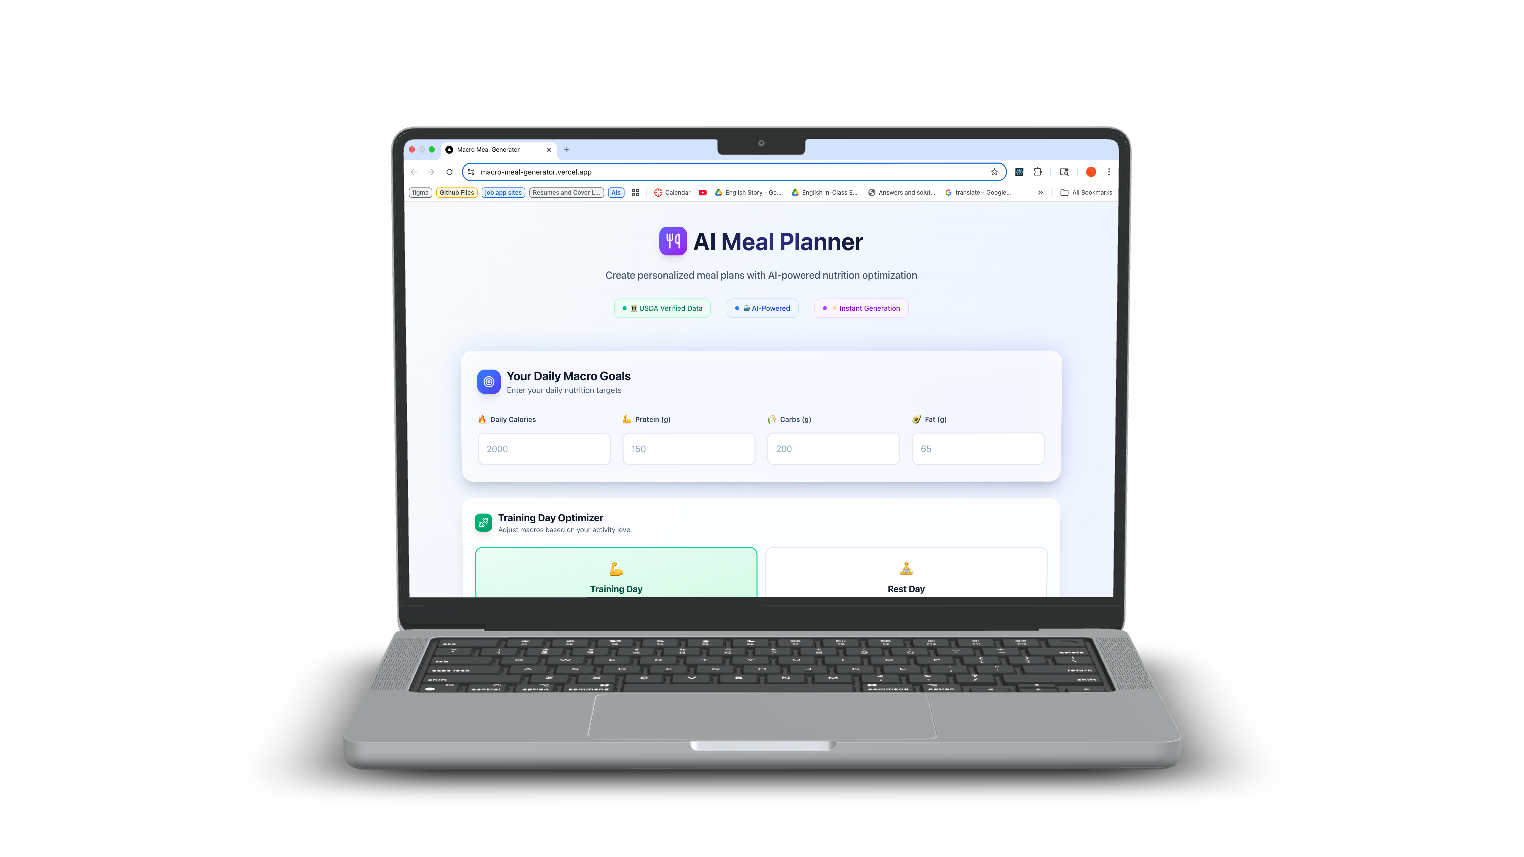 Macro Meal Generator
macro-meal-generator.vercel.app
figma Github Files job app sites Resumes and Cover L... AIs Calendar English Story - Go... English In-Class E... Answers and solut... translate - Google... » All Bookmarks
AI Meal Planner
Create personalized meal plans with AI-powered nutrition optimization
USDA Verified Data AI-Powered Instant Generation
Your Daily Macro Goals
Enter your daily nutrition targets
Daily Calories Protein (g) Carbs (g) Fat (g)
2000 150 200 65
Training Day Optimizer
Adjust macros based on your activity level
Training Day Rest Day